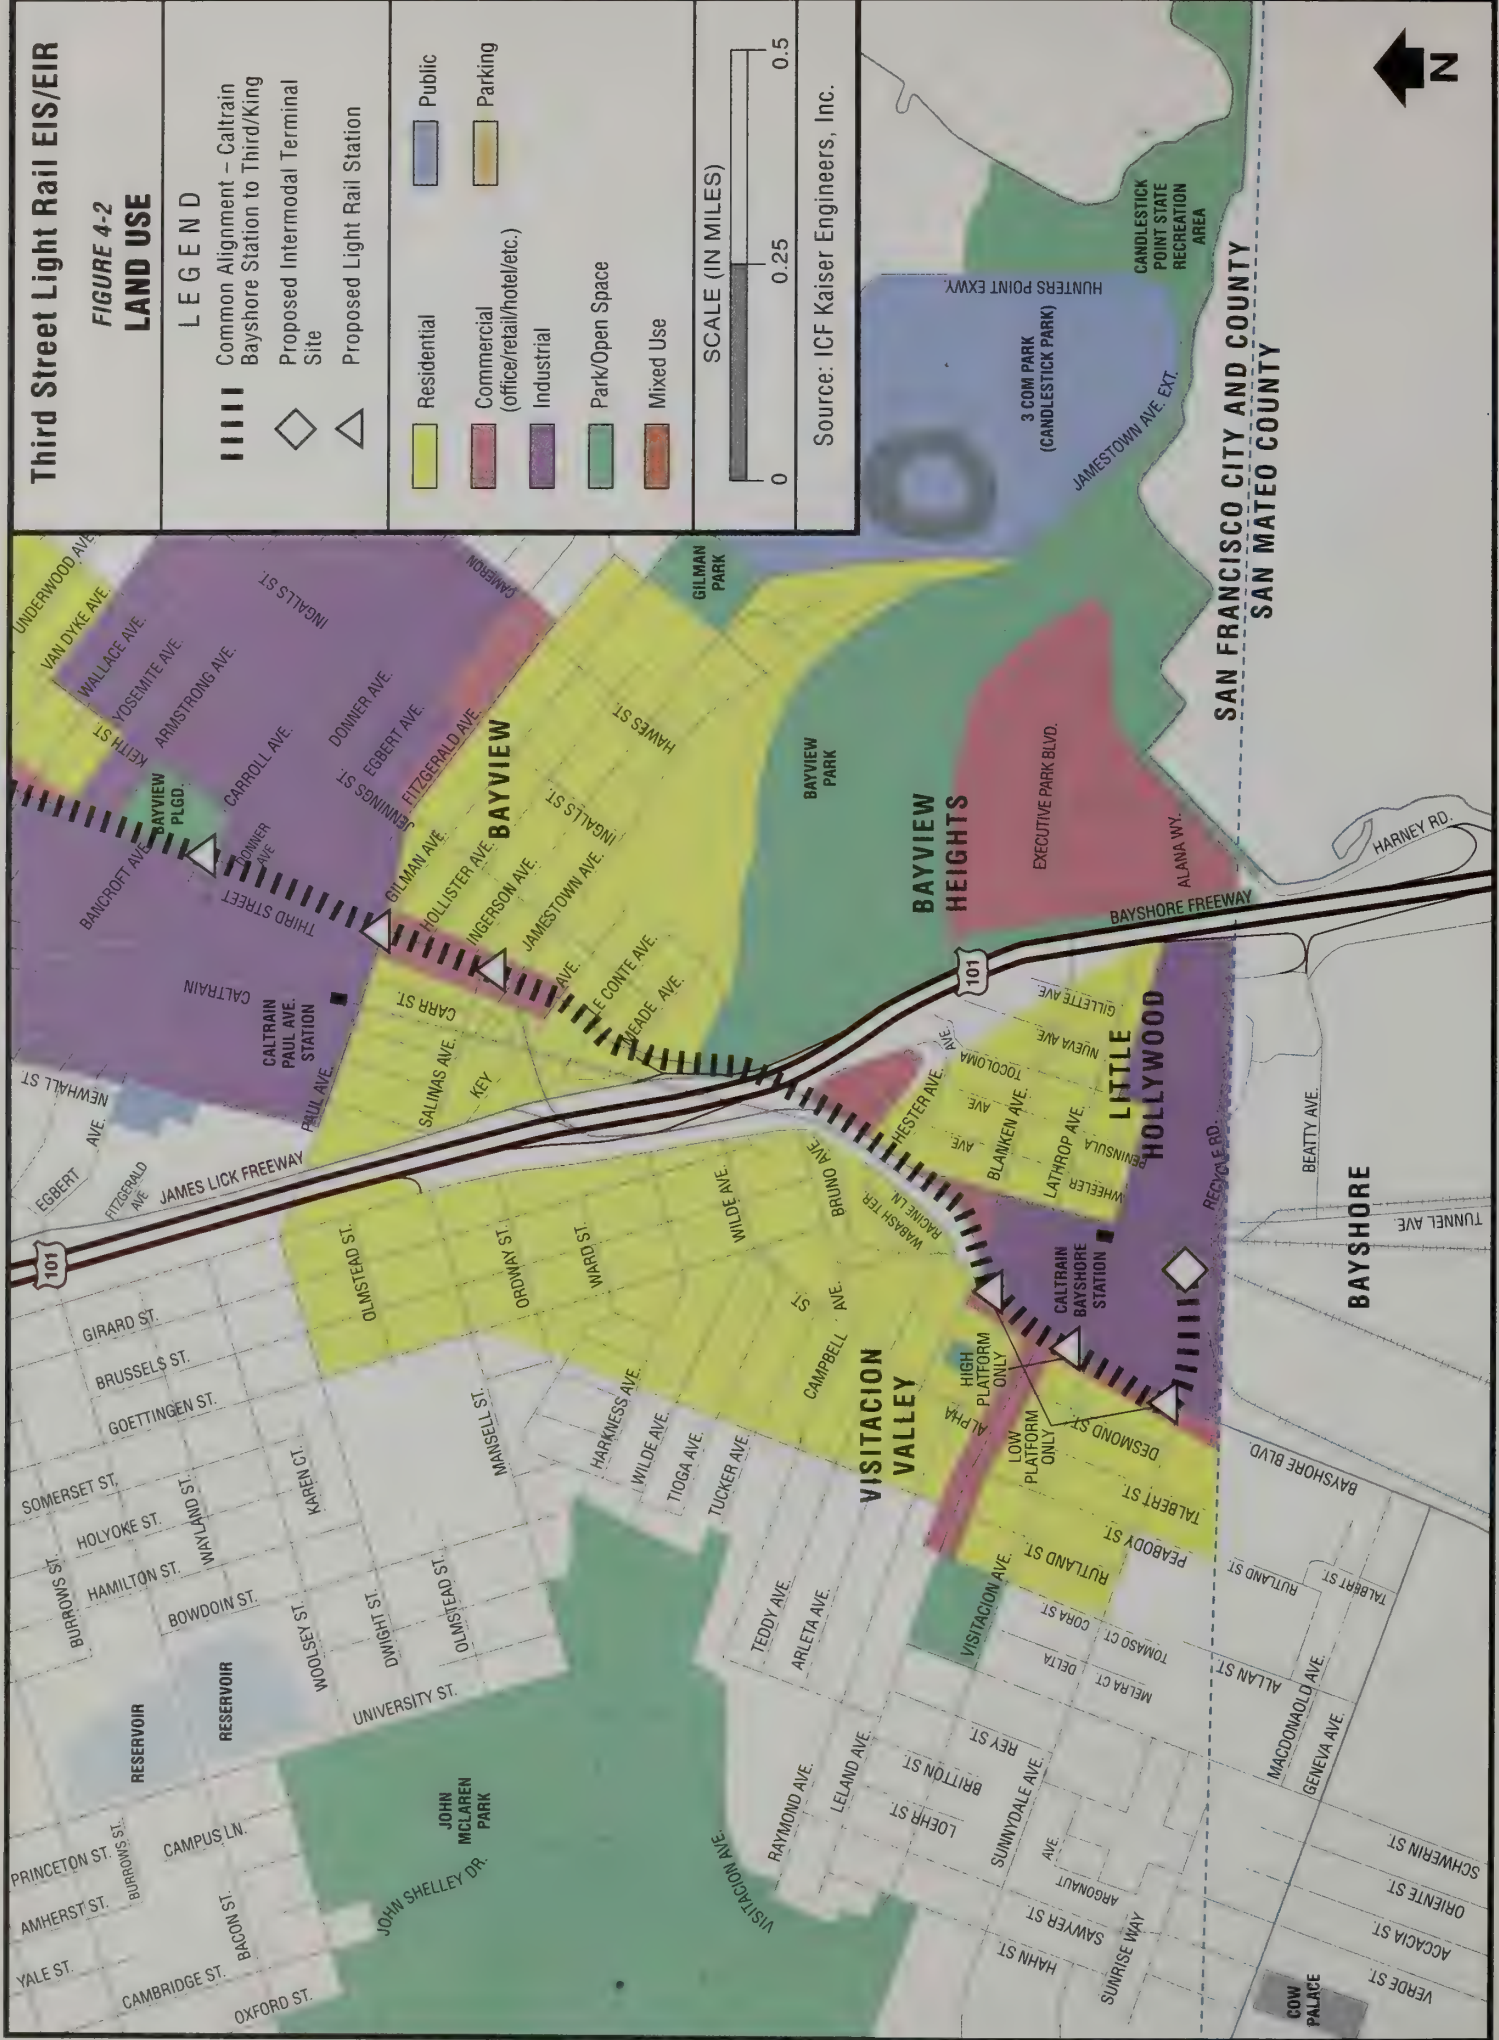 Third Street Light Rail EIS/EIR
FIGURE 4-2
LAND USE
LEGEND
Common Alignment – Caltrain
Bayshore Station to Third/King
Proposed Intermodal Terminal
Site
Proposed Light Rail Station
Residential
Commercial
(office/retail/hotel/etc.)
Industrial
Park/Open Space
Mixed Use
Public
Parking
SCALE (IN MILES)
0
0.25
0.5
Source: ICF Kaiser Engineers, Inc.
N
UNDERWOOD AVE.
VAN DYKE AVE.
WALLACE AVE.
YOSEMITE AVE.
ARMSTRONG AVE.
KEITH ST.
INGALLS ST.
CAMERON
BAYVIEW
PLGD.
CARROLL AVE.
DONNER AVE.
EGBERT AVE.
JENNINGS ST.
FITZGERALD AVE.
BANCROFT AVE.
DONNER
AVE
THIRD STREET
GILMAN AVE.
HOLLISTER AVE.
INGERSON AVE.
JAMESTOWN AVE.
BAYVIEW
INGALLS ST.
HAWES ST.
GILMAN
PARK
LE CONTE AVE.
AVE.
MEADE AVE.
BAYVIEW
PARK
BAYVIEW
HEIGHTS
EXECUTIVE PARK BLVD.
ALANA WY.
3 COM PARK
(CANDLESTICK PARK)
HUNTERS POINT EXWY.
JAMESTOWN AVE. EXT.
CANDLESTICK
POINT STATE
RECREATION
AREA
SAN FRANCISCO CITY AND COUNTY
SAN MATEO COUNTY
HARNEY RD.
BAYSHORE FREEWAY
101
CALTRAIN
CALTRAIN
PAUL AVE.
STATION
CARR ST.
PAUL AVE.
SALINAS AVE.
KEY
NEWHALL ST.
EGBERT
AVE.
FITZGERALD
AVE
JAMES LICK FREEWAY
101
GILLETTE AVE.
NUEVA AVE.
TOCOLOMA
AVE.
HESTER AVE.
AVE
AVE
BLANKEN AVE.
LATHROP AVE.
PENINSULA
WHEELER
LITTLE
HOLLYWOOD
RECYCLE RD.
BEATTY AVE.
TUNNEL AVE.
BAYSHORE
CALTRAIN
BAYSHORE
STATION
OLMSTEAD ST.
ORDWAY ST.
WARD ST.
WILDE AVE.
BRUNO AVE.
WABASH TER.
RACINE LN.
CAMPBELL
AVE.
ST
VISITACION
VALLEY
HIGH
PLATFORM
ONLY
LOW
PLATFORM
ONLY
ALPHA
DESMOND ST.
TALBERT ST.
PEABODY ST.
RUTLAND ST.
BAYSHORE BLVD.
GIRARD ST.
BRUSSELS ST.
GOETTINGEN ST.
SOMERSET ST.
HOLYOKE ST.
HAMILTON ST.
BOWDOIN ST.
BURROWS ST.
WAYLAND ST.
KAREN CT.
MANSELL ST.
WOOLSEY ST.
DWIGHT ST.
OLMSTEAD ST.
UNIVERSITY ST.
HARKNESS AVE.
WILDE AVE.
TIOGA AVE.
TUCKER AVE.
TEDDY AVE.
ARLETA AVE.
RAYMOND AVE.
LELAND AVE.
VISITACION AVE.
VISITACION AVE.
RESERVOIR
RESERVOIR
JOHN
MCLAREN
PARK
JOHN SHELLEY DR.
PRINCETON ST.
AMHERST ST.
YALE ST.
CAMBRIDGE ST.
OXFORD ST.
BURROWS ST.
CAMPUS LN.
BACON ST.
CORA ST.
DELTA
TOMASO CT.
MELRA CT.
REY ST.
BRITTON ST.
LOEHR ST.
SUNNYDALE AVE.
AVE.
ARGONAUT
SAWYER ST.
HAHN ST.
SUNRISE WAY
RUTLAND ST.
TALBERT ST.
ALLAN ST.
MACDONAOLD AVE.
GENEVA AVE.
SCHWERIN ST.
ORIENTE ST.
ACCACIA ST.
VERDE ST.
COW
PALACE